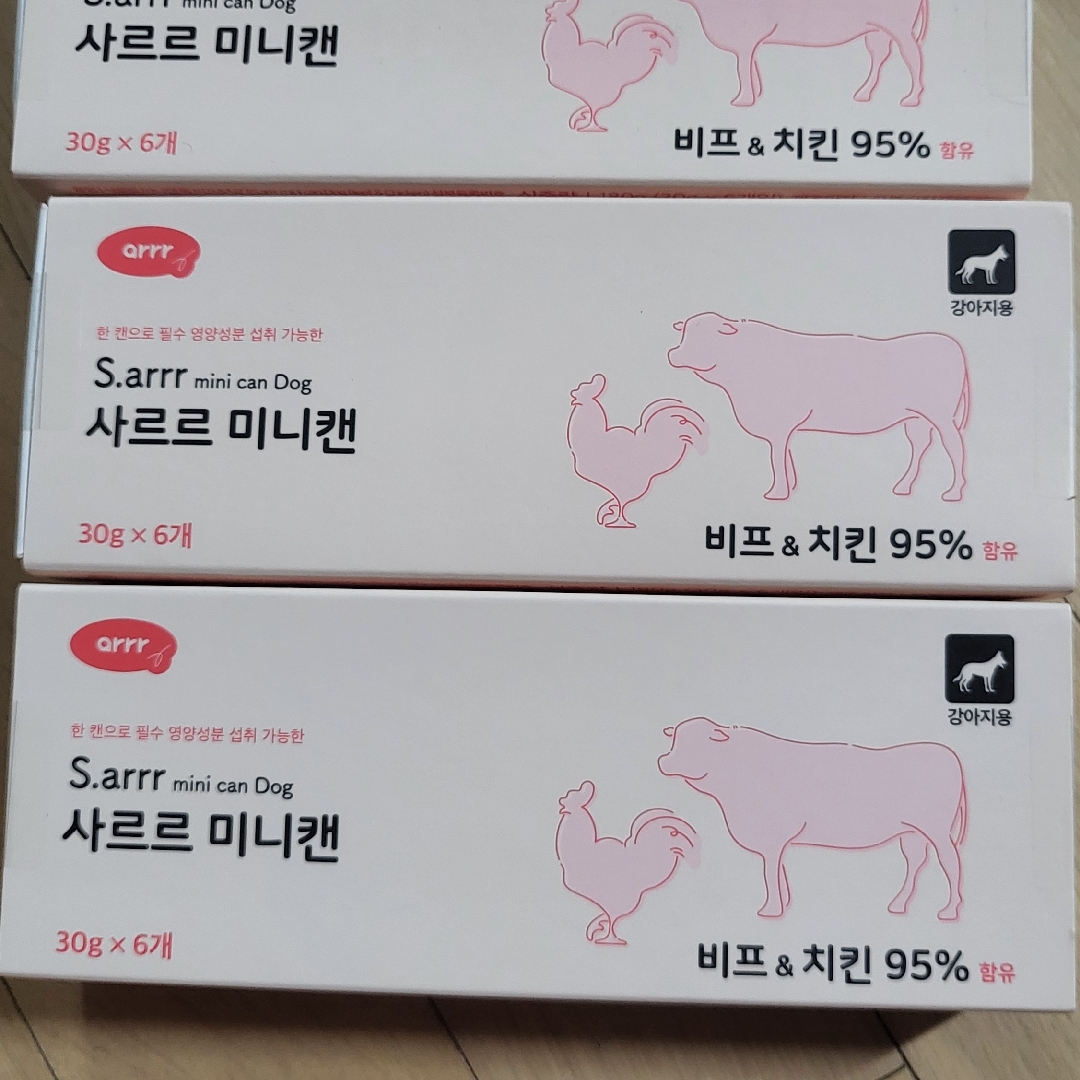 S.arrr mini can Dog
사르르 미니캔
30g × 6개
비프 & 치킨 95% 함유
arrr
강아지용
한 캔으로 필수 영양성분 섭취 가능한
S.arrr mini can Dog
사르르 미니캔
30g × 6개
비프 & 치킨 95% 함유
arrr
강아지용
한 캔으로 필수 영양성분 섭취 가능한
S.arrr mini can Dog
사르르 미니캔
30g × 6개
비프 & 치킨 95% 함유